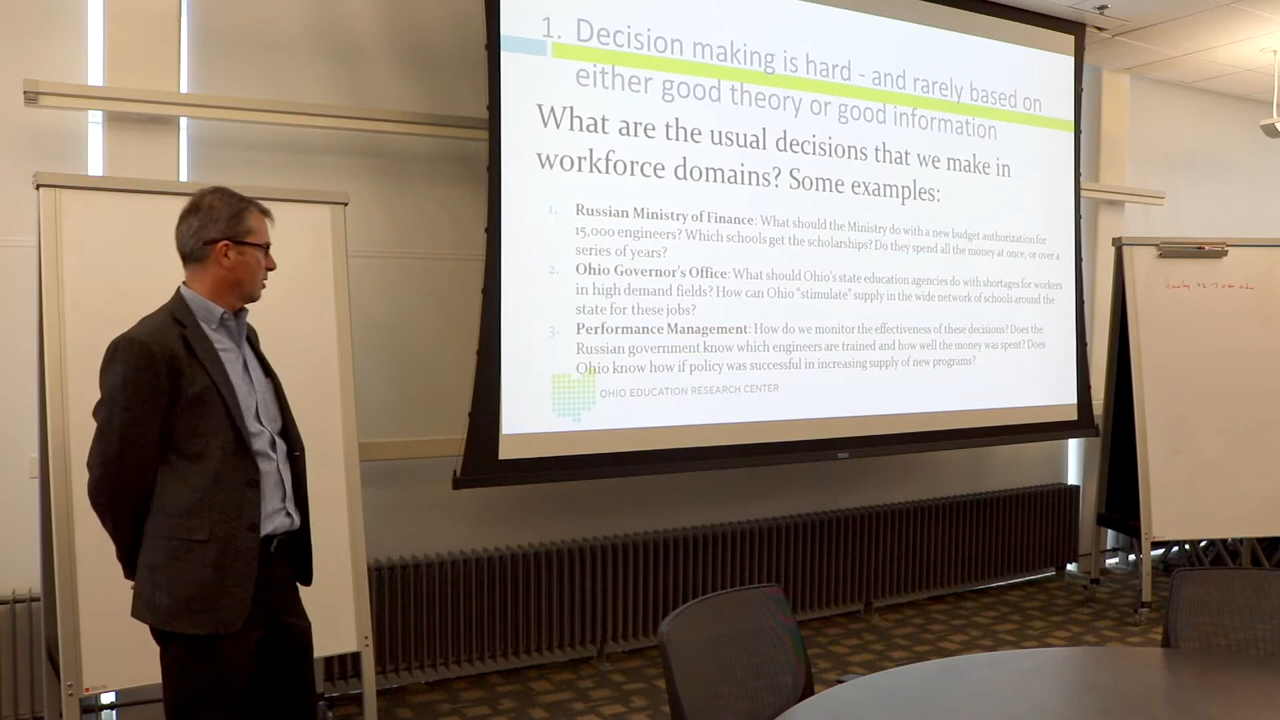 1. Decision making is hard - and rarely based on
either good theory or good information
What are the usual decisions that we make in
workforce domains? Some examples:
1. Russian Ministry of Finance: What should the Ministry do with a new budget authorization for
15,000 engineers? Which schools get the scholarships? Do they spend all the money at once, or over a
series of years?
2. Ohio Governor's Office: What should Ohio's state education agencies do with shortages for workers
in high demand fields? How can Ohio "stimulate" supply in the wide network of schools around the
state for these jobs?
3. Performance Management: How do we monitor the effectiveness of these decisions? Does the
Russian government know which engineers are trained and how well the money was spent? Does
Ohio know how if policy was successful in increasing supply of new programs?
OHIO EDUCATION RESEARCH CENTER